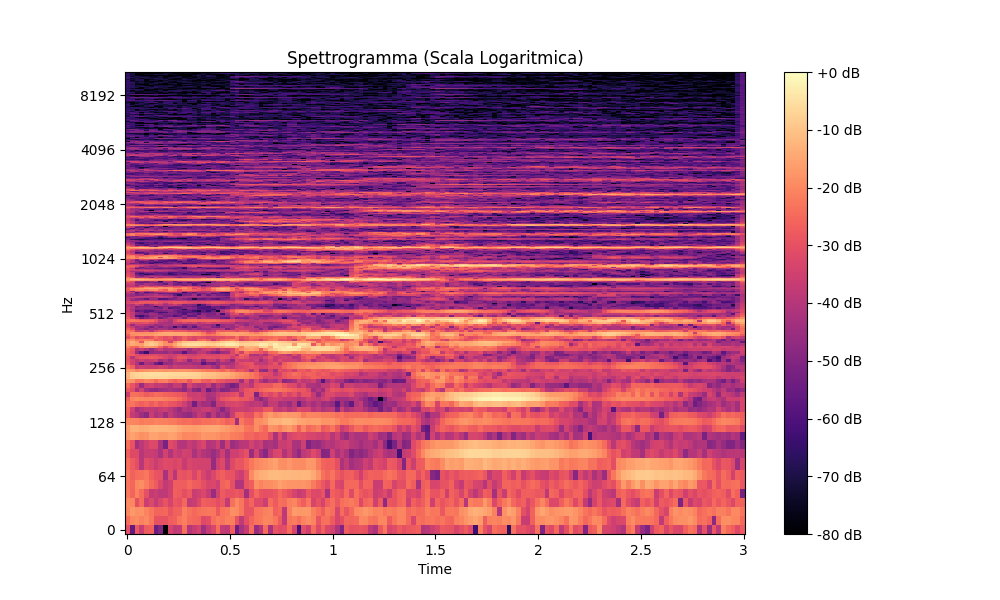 Spettrogramma (Scala Logaritmica)
Hz
8192
4096
2048
1024
512
256
128
64
0
0 0.5 1 1.5 2 2.5 3
Time
+0 dB
-10 dB
-20 dB
-30 dB
-40 dB
-50 dB
-60 dB
-70 dB
-80 dB